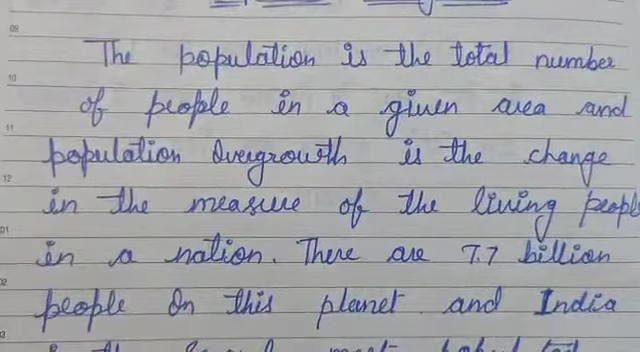 The population is the total number
of people in a given area and
population Overgrowth is the change
in the measure of the living people
in a nation. There are 7.7 billion
people On this planet and India